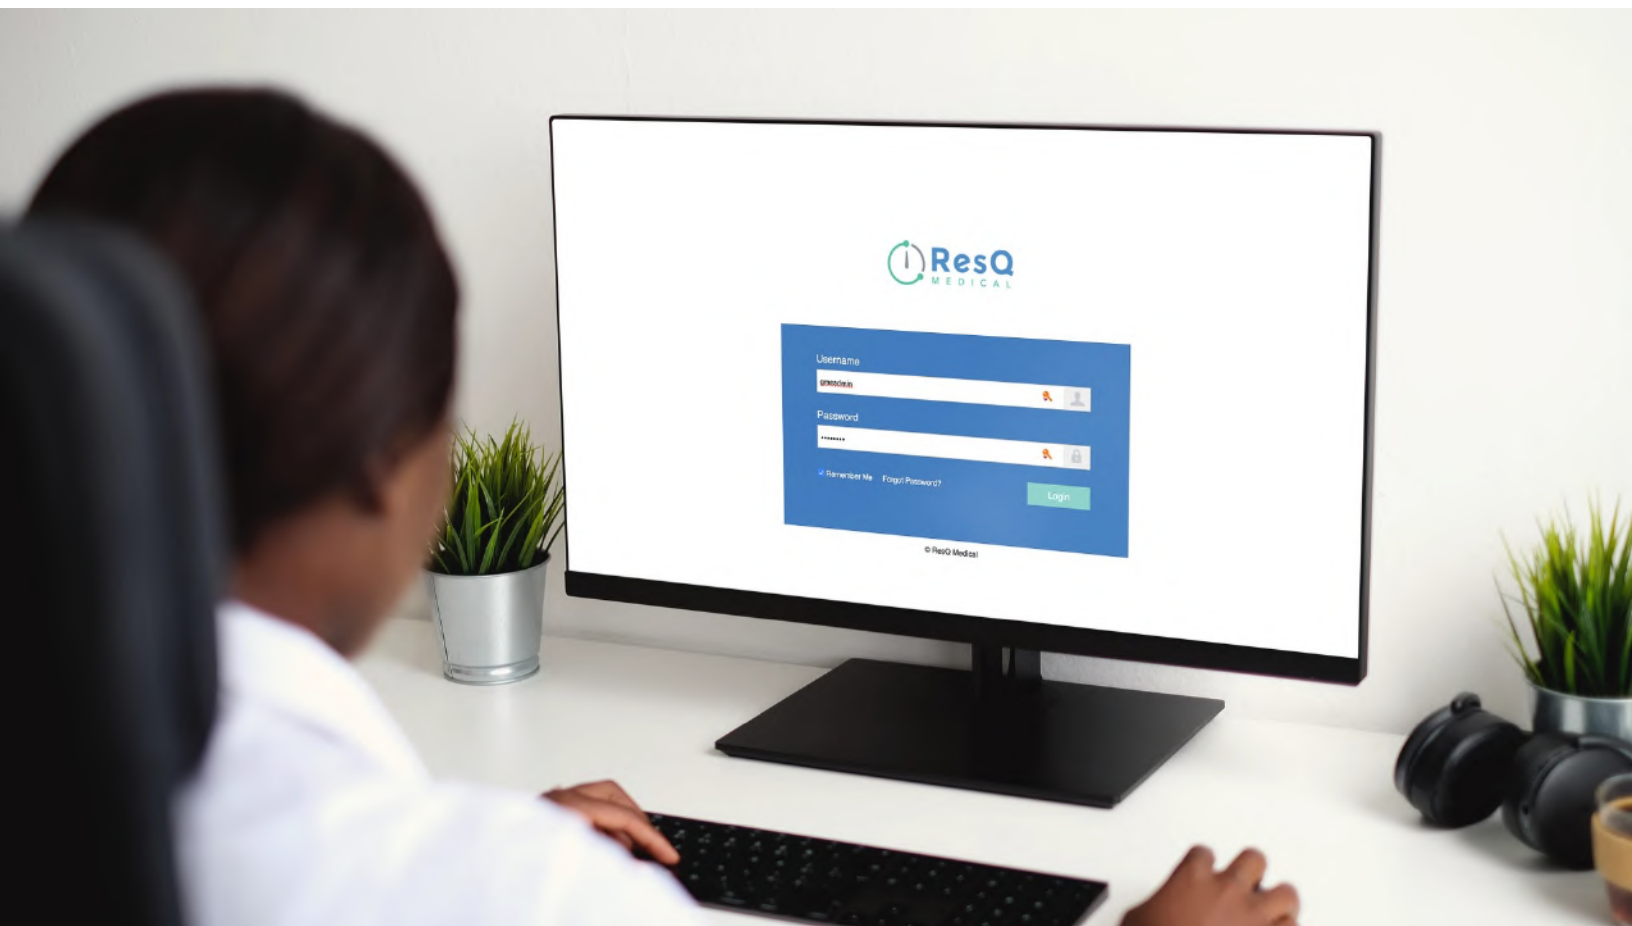 ResQ
MEDICAL
Username
Password
Remember Me Forgot Password?
Login
© ResQ Medical